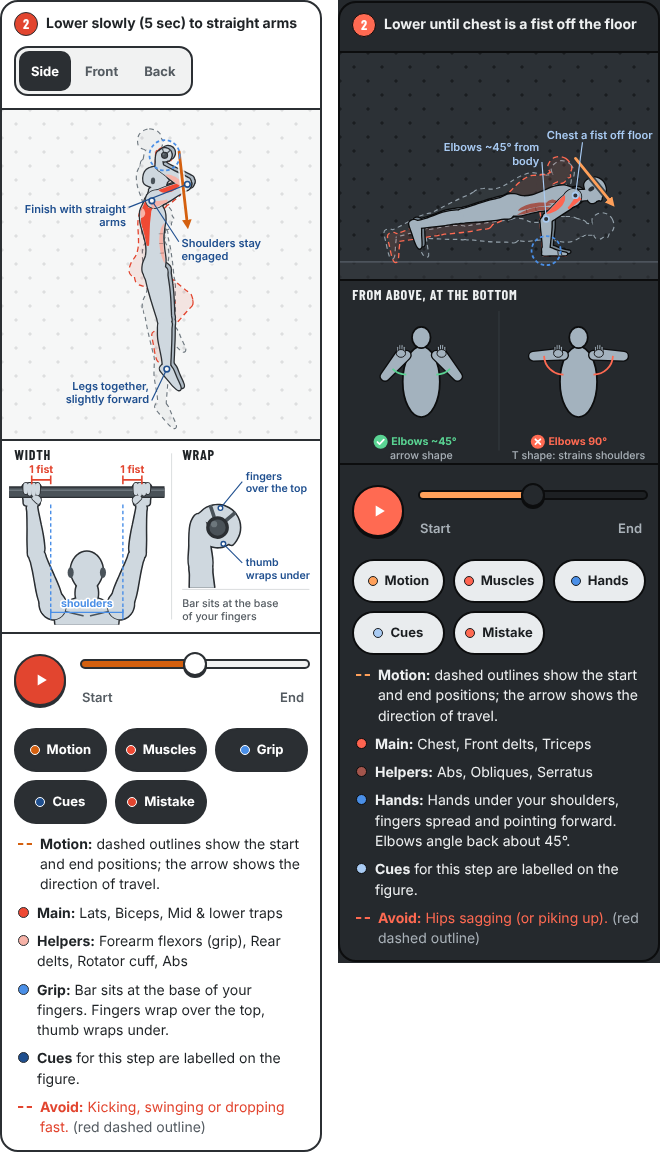 2 Lower slowly (5 sec) to straight arms
Side Front Back
Finish with straight
arms
Shoulders stay
engaged
Legs together,
slightly forward
WIDTH
1 fist 1 fist
shoulders
WRAP
fingers
over the top
thumb
wraps under
Bar sits at the base
of your fingers
Start End
Motion Muscles Grip
Cues Mistake
Motion: dashed outlines show the start
and end positions; the arrow shows the
direction of travel.
Main: Lats, Biceps, Mid & lower traps
Helpers: Forearm flexors (grip), Rear
delts, Rotator cuff, Abs
Grip: Bar sits at the base of your
fingers. Fingers wrap over the top,
thumb wraps under.
Cues for this step are labelled on the
figure.
Avoid: Kicking, swinging or dropping
fast. (red dashed outline)
2 Lower until chest is a fist off the floor
Chest a fist off floor
Elbows ~45° from
body
FROM ABOVE, AT THE BOTTOM
Elbows ~45°
arrow shape
Elbows 90°
T shape: strains shoulders
Start End
Motion Muscles Hands
Cues Mistake
Motion: dashed outlines show the start
and end positions; the arrow shows the
direction of travel.
Main: Chest, Front delts, Triceps
Helpers: Abs, Obliques, Serratus
Hands: Hands under your shoulders,
fingers spread and pointing forward.
Elbows angle back about 45°.
Cues for this step are labelled on the
figure.
Avoid: Hips sagging (or piking up). (red
dashed outline)